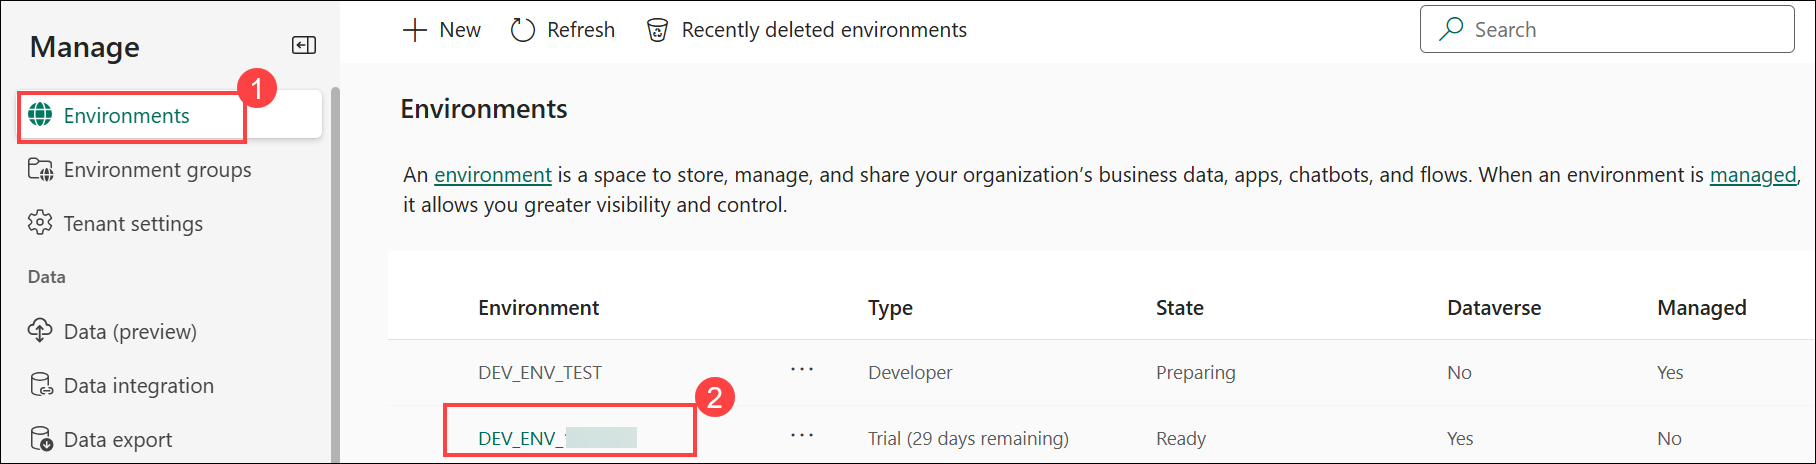 Manage
New
Refresh
Recently deleted environments
Search
1
Environments
Environment groups
Tenant settings
Data
Data (preview)
Data integration
Data export
Environments
An environment is a space to store, manage, and share your organization’s business data, apps, chatbots, and flows. When an environment is managed,
it allows you greater visibility and control.
Environment Type State Dataverse Managed
DEV_ENV_TEST ... Developer Preparing No Yes
2
DEV_ENV_ ... Trial (29 days remaining) Ready Yes No